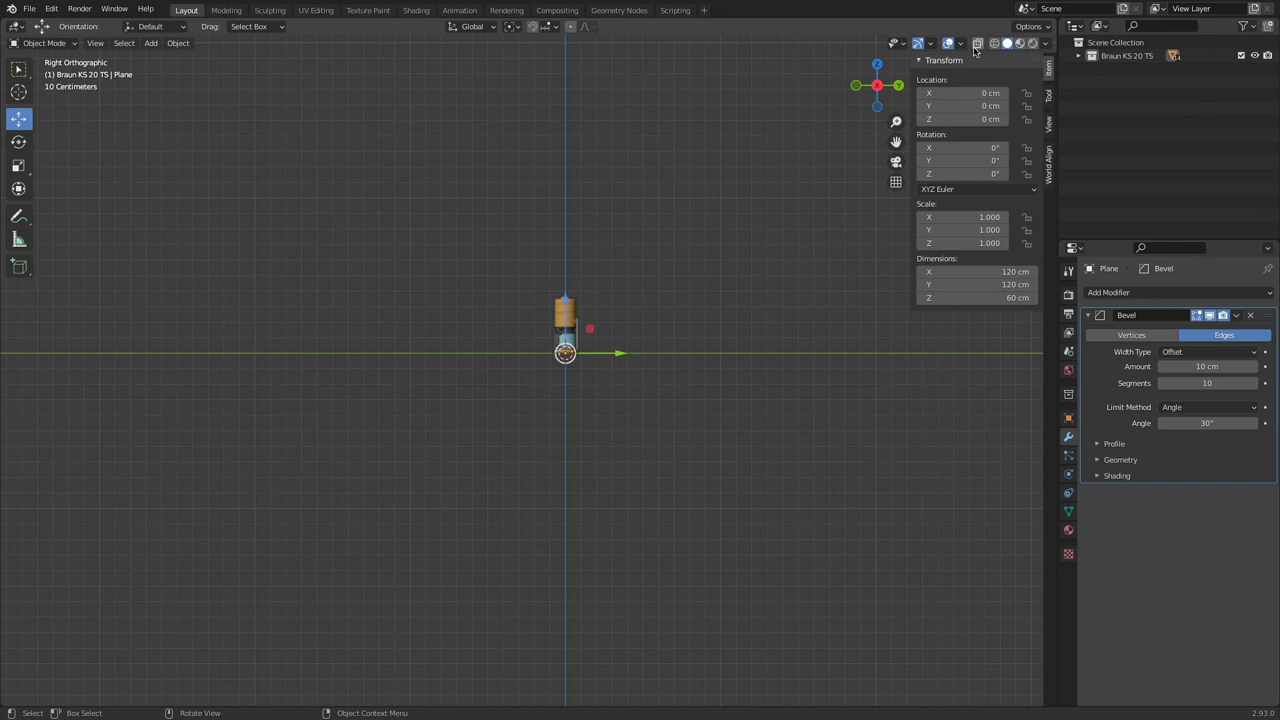 File Edit Render Window Help Layout Modeling Sculpting UV Editing Texture Paint Shading Animation Rendering Compositing Geometry Nodes Scripting + Scene View Layer
Orientation: Default Drag: Select Box Global Options
Object Mode View Select Add Object
Scene Collection
Braun KS 20 TS
Right Orthographic
(1) Braun KS 20 TS | Plane
10 Centimeters
Z
X
Y
Transform
Location:
X 0 cm
Y 0 cm
Z 0 cm
Rotation:
X 0°
Y 0°
Z 0°
XYZ Euler
Scale:
X 1.000
Y 1.000
Z 1.000
Dimensions:
X 120 cm
Y 120 cm
Z 60 cm
Item
Tool
View
World Align
Plane Bevel
Add Modifier
Bevel
Vertices Edges
Width Type Offset
Amount 10 cm
Segments 10
Limit Method Angle
Angle 30°
Profile
Geometry
Shading
Select Box Select Rotate View Object Context Menu 2.93.0